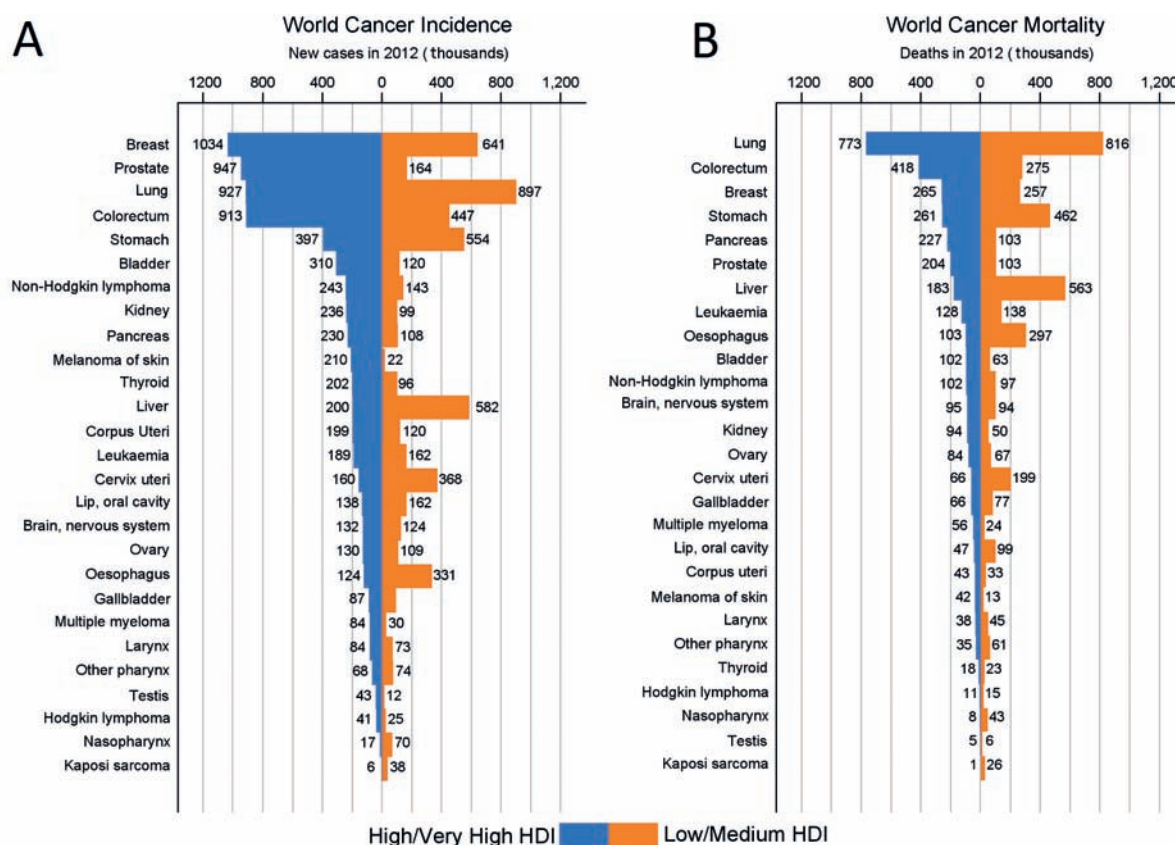 A
World Cancer Incidence
New cases in 2012 ( thousands)
1200 800 400 0 400 800 1,200
Breast 1034 641
Prostate 947 164
Lung 927 897
Colorectum 913 447
Stomach 397 554
Bladder 310 120
Non-Hodgkin lymphoma 243 143
Kidney 236 99
Pancreas 230 108
Melanoma of skin 210 22
Thyroid 202 96
Liver 200 582
Corpus Uteri 199 120
Leukaemia 189 162
Cervix uteri 160 368
Lip, oral cavity 138 162
Brain, nervous system 132 124
Ovary 130 109
Oesophagus 124 331
Gallbladder 87
Multiple myeloma 84 30
Larynx 84 73
Other pharynx 68 74
Testis 43 12
Hodgkin lymphoma 41 25
Nasopharynx 17 70
Kaposi sarcoma 6 38
B
World Cancer Mortality
Deaths in 2012 (thousands)
1200 800 400 0 400 800 1,200
Lung 773 816
Colorectum 418 275
Breast 265 257
Stomach 261 462
Pancreas 227 103
Prostate 204 103
Liver 183 563
Leukaemia 128 138
Oesophagus 103 297
Bladder 102 63
Non-Hodgkin lymphoma 102 97
Brain, nervous system 95 94
Kidney 94 50
Ovary 84 67
Cervix uteri 66 199
Gallbladder 66 77
Multiple myeloma 56 24
Lip, oral cavity 47 99
Corpus uteri 43 33
Melanoma of skin 42 13
Larynx 38 45
Other pharynx 35 61
Thyroid 18 23
Hodgkin lymphoma 11 15
Nasopharynx 8 43
Testis 5 6
Kaposi sarcoma 1 26
High/Very High HDI Low/Medium HDI